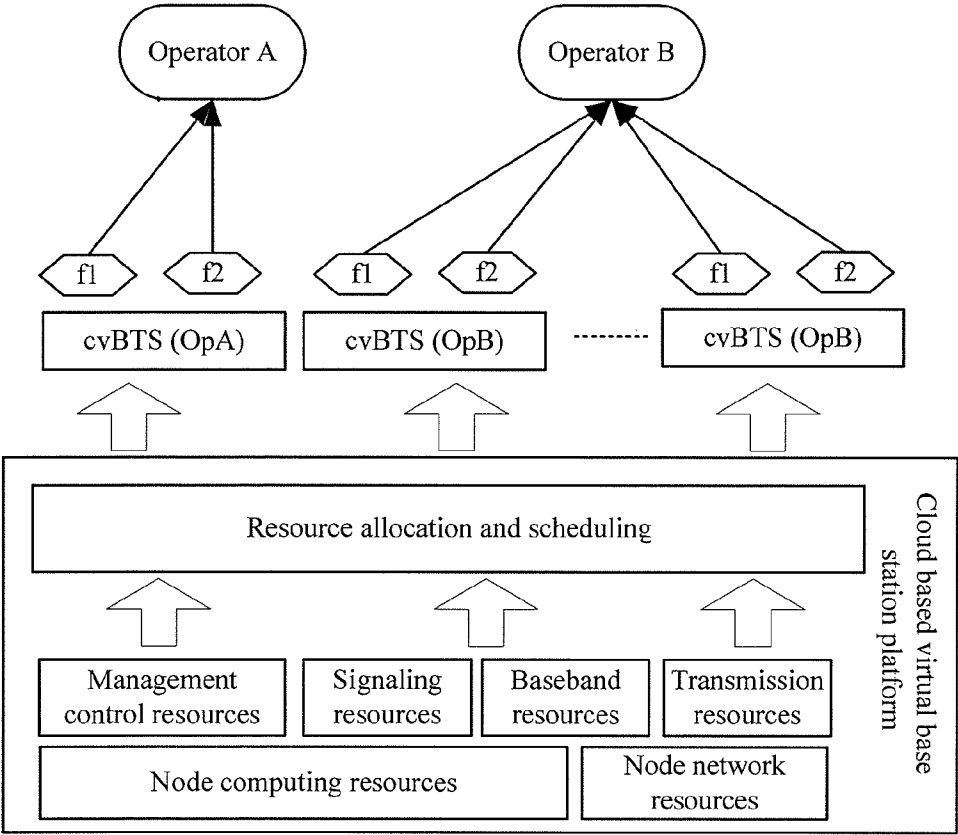 Operator A
Operator B
f1
f2
f1
f2
f1
f2
cvBTS (OpA)
cvBTS (OpB)
cvBTS (OpB)
Resource allocation and scheduling
Cloud based virtual base
station platform
Management
control resources
Signaling
resources
Baseband
resources
Transmission
resources
Node computing resources
Node network
resources